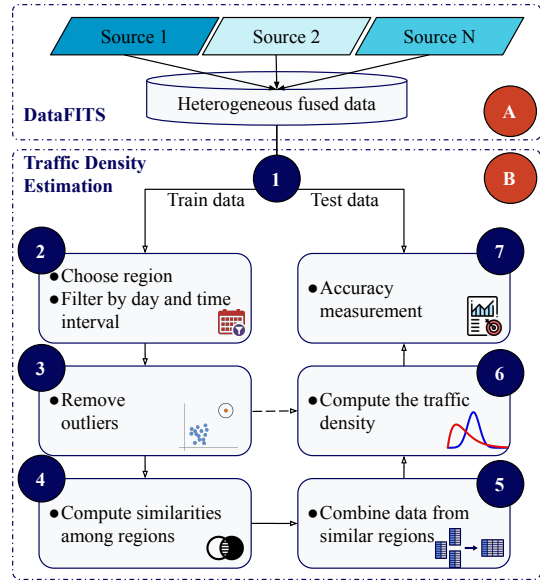 Source 1
Source 2
Source N
Heterogeneous fused data
DataFITS
A
Traffic Density
Estimation
1
B
Train data
Test data
2
●Choose region
●Filter by day and time
interval
7
●Accuracy
measurement
3
●Remove
outliers
6
●Compute the traffic
density
4
●Compute similarities
among regions
5
●Combine data from
similar regions